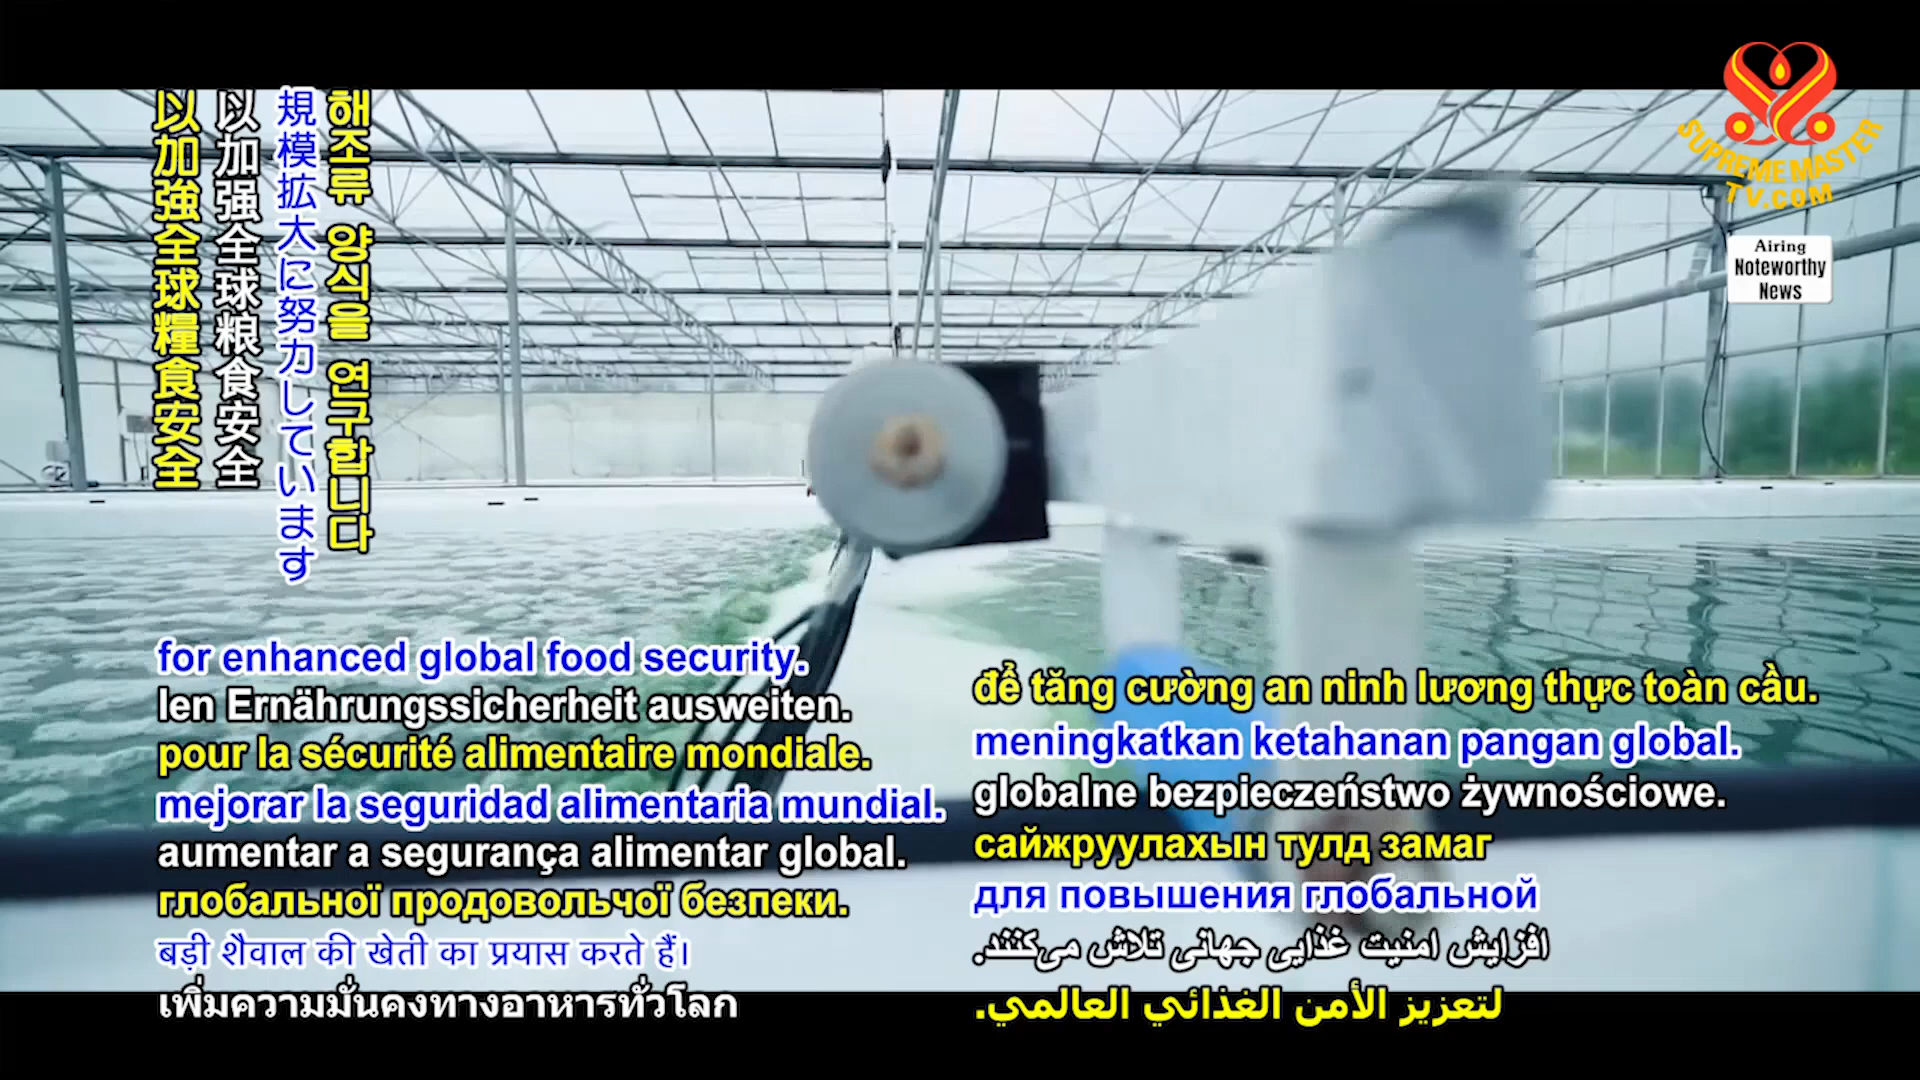 以加強全球糧食安全
以加强全球粮食安全
規模拡大に努力しています
해조류 양식을 연구합니다
SUPREME MASTER
TV.COM
Airing
Noteworthy
News
for enhanced global food security.
len Ernährungssicherheit ausweiten.
pour la sécurité alimentaire mondiale.
mejorar la seguridad alimentaria mundial.
aumentar a segurança alimentar global.
глобальної продовольчої безпеки.
बड़ी शैवाल की खेती का प्रयास करते हैं।
เพิ่มความมั่นคงทางอาหารทั่วโลก
để tăng cường an ninh lương thực toàn cầu.
meningkatkan ketahanan pangan global.
globalne bezpieczeństwo żywnościowe.
сайжруулахын тулд замаг
для повышения глобальной
افزایش امنیت غذایی جهانی تلاش می‌کنند.
لتعزيز الأمن الغذائي العالمي.